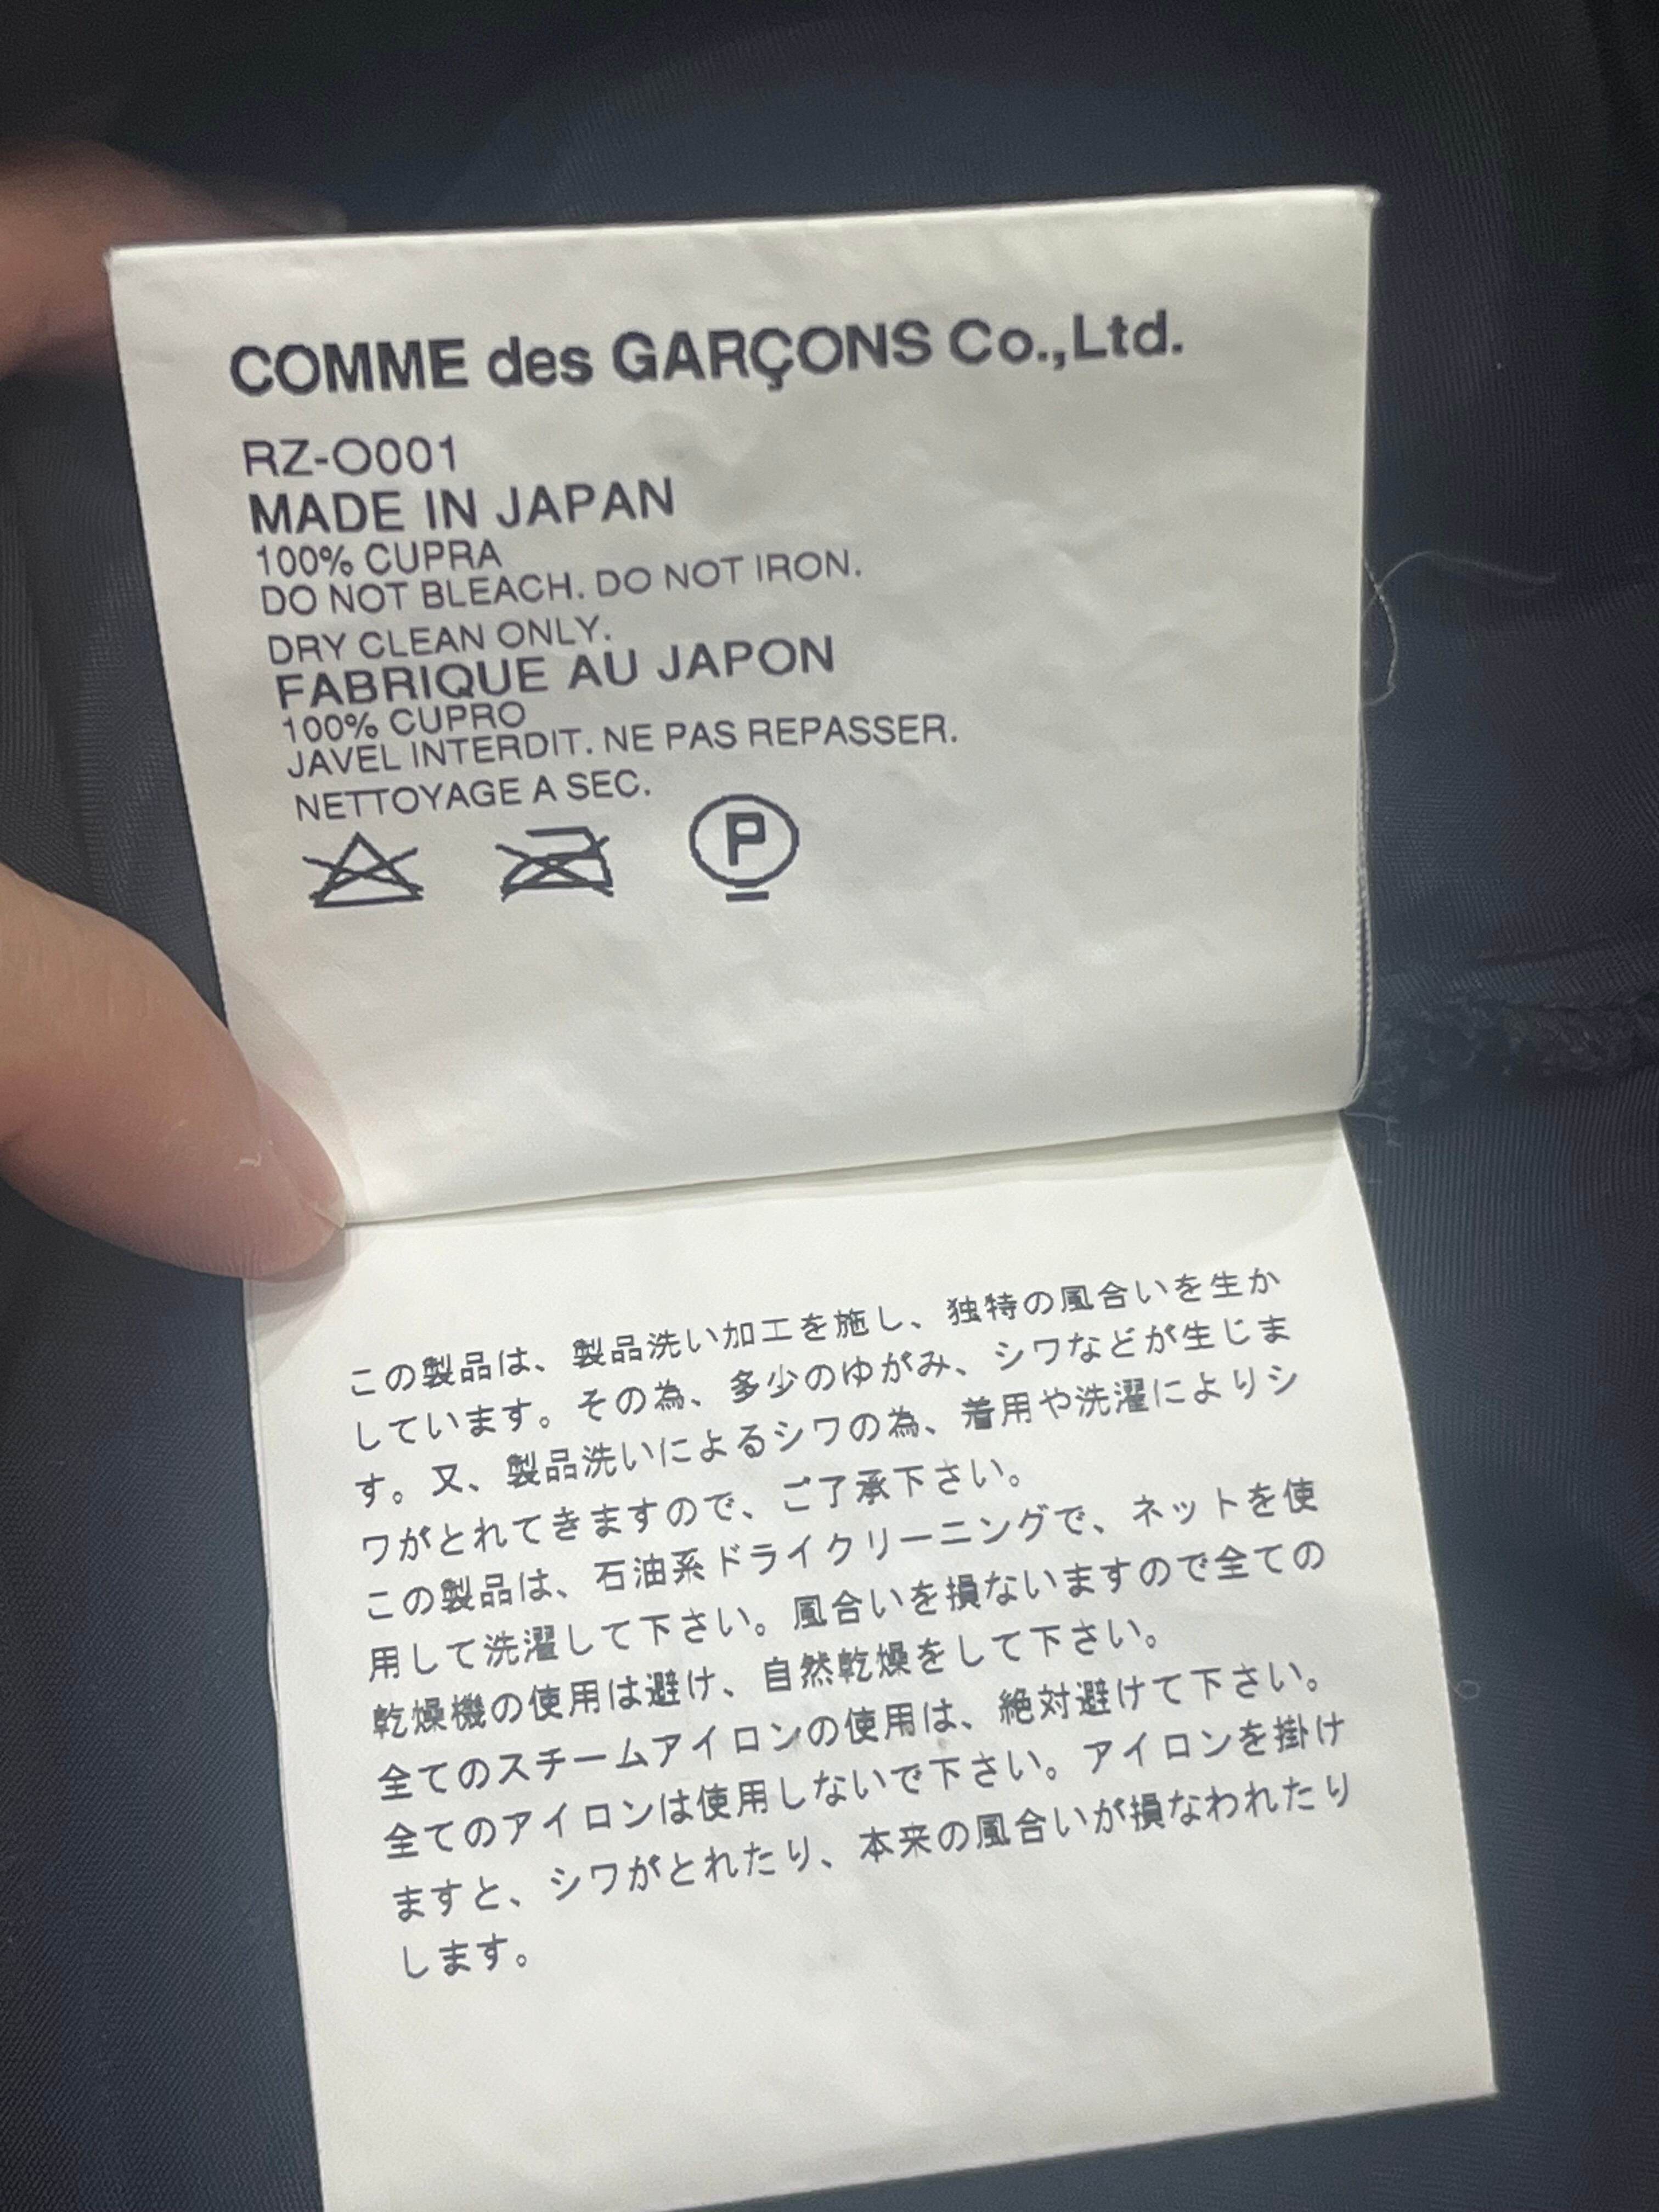 COMME des GARÇONS Co.,Ltd.
RZ-O001
MADE IN JAPAN
100% CUPRA
DO NOT BLEACH. DO NOT IRON.
DRY CLEAN ONLY.
FABRIQUE AU JAPON
100% CUPRO
JAVEL INTERDIT. NE PAS REPASSER.
NETTOYAGE A SEC.
P
この製品は、製品洗い加工を施し、独特の風合いを生か
しています。その為、多少のゆがみ、シワなどが生じま
す。又、製品洗いによるシワの為、着用や洗濯によりシ
ワがとれてきますので、ご了承下さい。
この製品は、石油系ドライクリーニングで、ネットを使
用して洗濯して下さい。風合いを損ないますので全ての
乾燥機の使用は避け、自然乾燥をして下さい。
全てのスチームアイロンの使用は、絶対避けて下さい。
全てのアイロンは使用しないで下さい。アイロンを掛け
ますと、シワがとれたり、本来の風合いが損なわれたり
します。